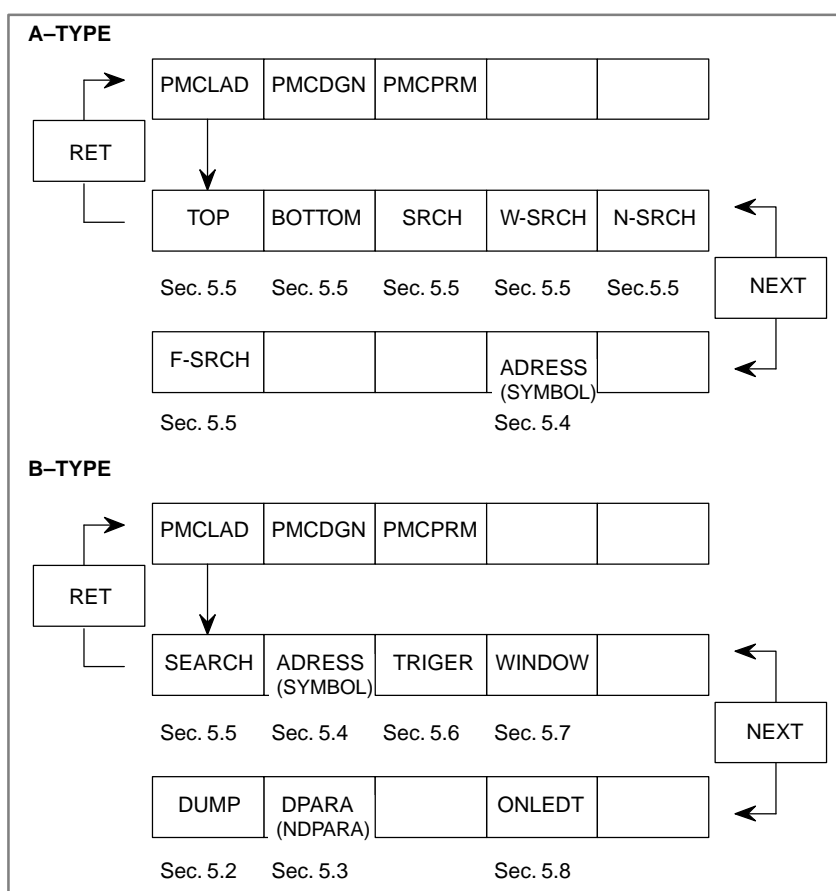 A–TYPE
PMCLAD PMCDGN PMCPRM
RET
TOP BOTTOM SRCH W-SRCH N-SRCH
Sec. 5.5 Sec. 5.5 Sec. 5.5 Sec. 5.5 Sec.5.5
NEXT
F-SRCH ADRESS
(SYMBOL)
Sec. 5.5 Sec. 5.4
B–TYPE
PMCLAD PMCDGN PMCPRM
RET
SEARCH ADRESS TRIGER WINDOW
(SYMBOL)
Sec. 5.5 Sec. 5.4 Sec. 5.6 Sec. 5.7
NEXT
DUMP DPARA ONLEDT
(NDPARA)
Sec. 5.2 Sec. 5.3 Sec. 5.8